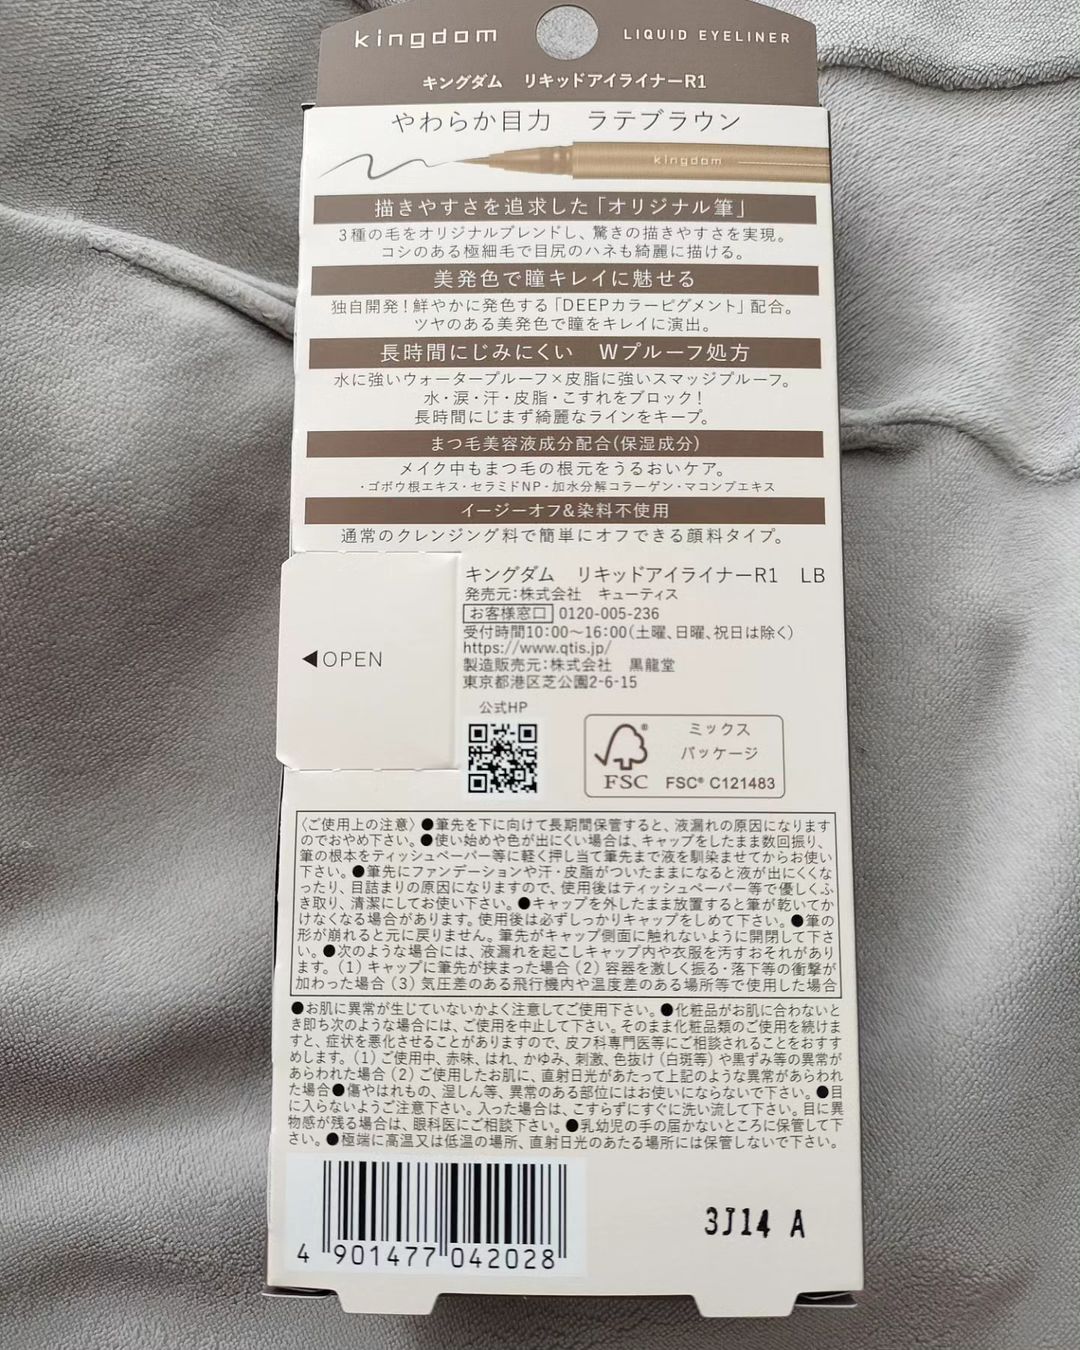 kingdom LIQUID EYELINER
キングダム リキッドアイライナーR1
やわらか目力 ラテブラウン
kingdom
描きやすさを追求した「オリジナル筆」
3種の毛をオリジナルブレンドし、驚きの描きやすさを実現。
コシのある極細毛で目尻のハネも綺麗に描ける。
美発色で瞳キレイに魅せる
独自開発！鮮やかに発色する「DEEPカラーピグメント」配合。
ツヤのある美発色で瞳をキレイに演出。
長時間にじみにくい Wプルーフ処方
水に強いウォータープルーフ×皮脂に強いスマッジプルーフ。
水・涙・汗・皮脂・こすれをブロック！
長時間にじまず綺麗なラインをキープ。
まつ毛美容液成分配合(保湿成分)
メイク中もまつ毛の根元をうるおいケア。
・ゴボウ根エキス・セラミドNP・加水分解コラーゲン・マコンブエキス
イージーオフ&染料不使用
通常のクレンジング料で簡単にオフできる顔料タイプ。
キングダム リキッドアイライナーR1 LB
発売元：株式会社 キューティス
お客様窓口 0120-005-236
受付時間10：00～16：00（土曜、日曜、祝日は除く）
https://www.qtis.jp/
製造販売元：株式会社 黒龍堂
東京都港区芝公園2-6-15
◀OPEN
公式HP
ミックス
パッケージ
FSC® FSC® C121483
〈ご使用上の注意〉●筆先を下に向けて長期間保管すると、液漏れの原因になります
のでおやめ下さい。●使い始めや色が出にくい場合は、キャップをしたまま数回振り、
筆の根本をティッシュペーパー等に軽く押し当て筆先まで液を馴染ませてからお使い
下さい。●筆先にファンデーションや汗・皮脂がついたままになると液が出にくくな
ったり、目詰まりの原因になりますので、使用後はティッシュペーパー等で優しくふ
き取り、清潔にしてお使い下さい。●キャップを外したまま放置すると筆が乾いてか
けなくなる場合があります。使用後は必ずしっかりキャップをしめて下さい。●筆の
形が崩れると元に戻りません。筆先がキャップ側面に触れないように開閉して下さ
い。●次のような場合には、液漏れを起こしキャップ内や衣服を汚すおそれがあり
ます。（1）キャップに筆先が挟まった場合（2）容器を激しく振る・落下等の衝撃が
加わった場合（3）気圧差のある飛行機内や温度差のある場所等で使用した場合
●お肌に異常が生じていないかよく注意してご使用下さい。●化粧品がお肌に合わないと
き即ち次のような場合には、ご使用を中止して下さい。そのまま化粧品類のご使用を続けま
すと、症状を悪化させることがありますので、皮フ科専門医等にご相談されることをおすす
めします。（1）ご使用中、赤味、はれ、かゆみ、刺激、色抜け（白斑等）や黒ずみ等の異常が
あらわれた場合（2）ご使用したお肌に、直射日光があたって上記のような異常があらわれ
た場合●傷やはれもの、湿しん等、異常のある部位にはお使いにならないで下さい。●目
に入らないようご注意下さい。入った場合は、こすらずにすぐに洗い流して下さい。目に異
物感が残る場合は、眼科医にご相談下さい。●乳幼児の手の届かないところに保管して下
さい。●極端に高温又は低温の場所、直射日光のあたる場所には保管しないで下さい。
3J14 A
4 901477 042028